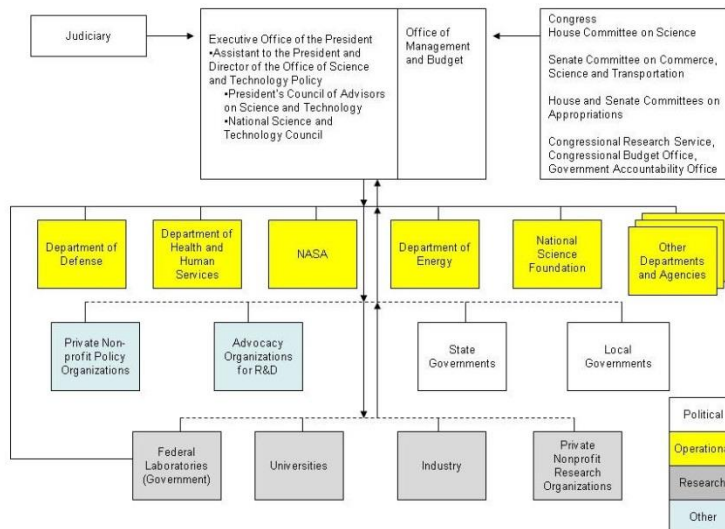 Judiciary
Executive Office of the President
•Assistant to the President and
Director of the Office of Science
and Technology Policy
•President's Council of Advisors
on Science and Technology
•National Science and
Technology Council
Office of
Management
and Budget
Congress
House Committee on Science
Senate Committee on Commerce,
Science and Transportation
House and Senate Committees on
Appropriations
Congressional Research Service,
Congressional Budget Office,
Government Accountability Office
Department of
Defense
Department of
Health and
Human
Services
NASA
Department of
Energy
National
Science
Foundation
Other
Departments
and Agencies
Private Non-
profit Policy
Organizations
Advocacy
Organizations
for R&D
State
Governments
Local
Governments
Federal
Laboratories
(Government)
Universities
Industry
Private
Nonprofit
Research
Organizations
Political
Operationa
Research
Other